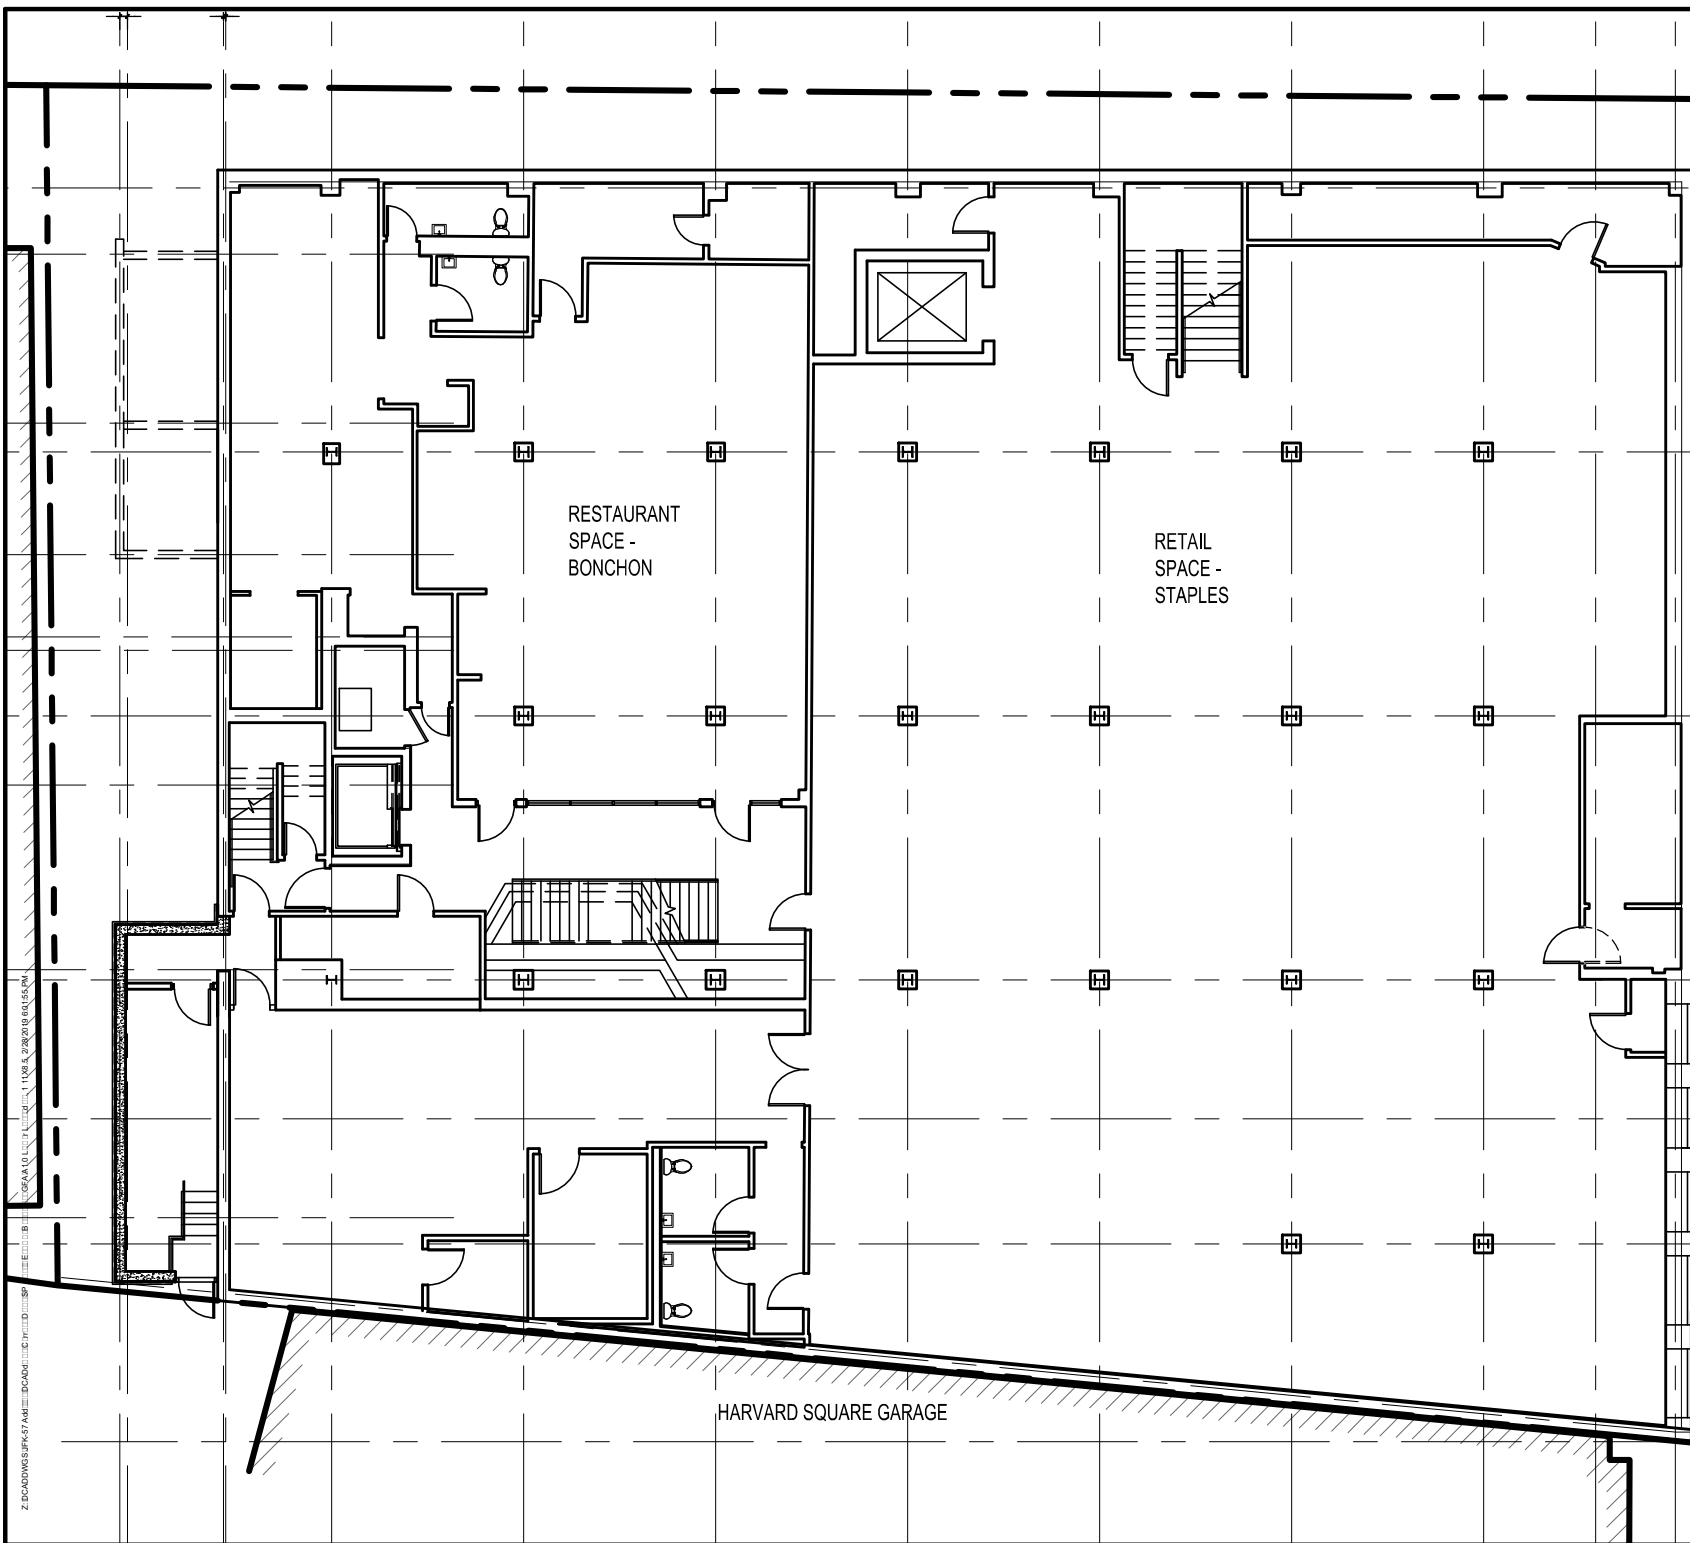 RESTAURANT
SPACE -
BONCHON
RETAIL
SPACE -
STAPLES
HARVARD SQUARE GARAGE